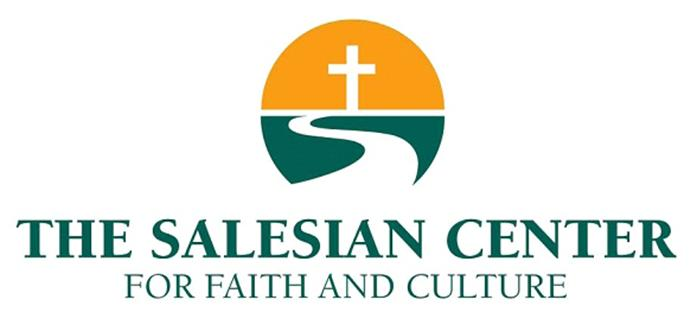 THE SALESIAN CENTER
FOR FAITH AND CULTURE